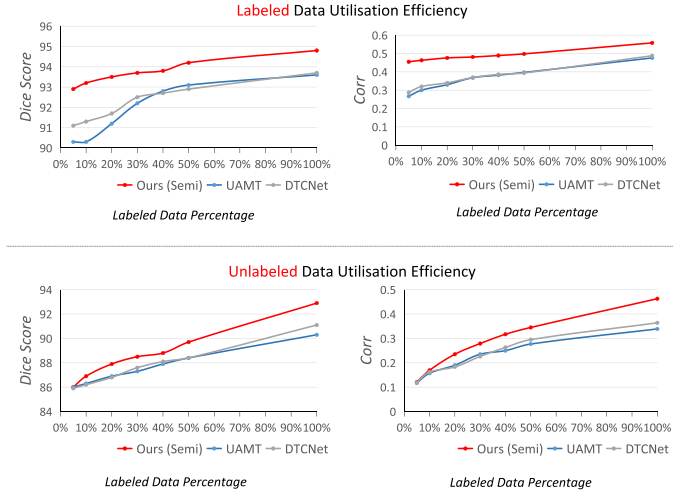 Labeled Data Utilisation Efficiency
96
95
94
93
92
91
90
Dice Score
0% 10% 20% 30% 40% 50% 60% 70% 80% 90% 100%
Ours (Semi) UAMT DTCNet
Labeled Data Percentage
0.6
0.5
0.4
0.3
0.2
0.1
0
Corr
0% 10% 20% 30% 40% 50% 60% 70% 80% 90%100%
Ours (Semi) UAMT DTCNet
Labeled Data Percentage
Unlabeled Data Utilisation Efficiency
94
92
90
88
86
84
Dice Score
0% 10% 20% 30% 40% 50% 60% 70% 80% 90% 100%
Ours (Semi) UAMT DTCNet
Labeled Data Percentage
0.5
0.4
0.3
0.2
0.1
0
Corr
0% 10% 20% 30% 40% 50% 60% 70% 80% 90%100%
Ours (Semi) UAMT DTCNet
Labeled Data Percentage